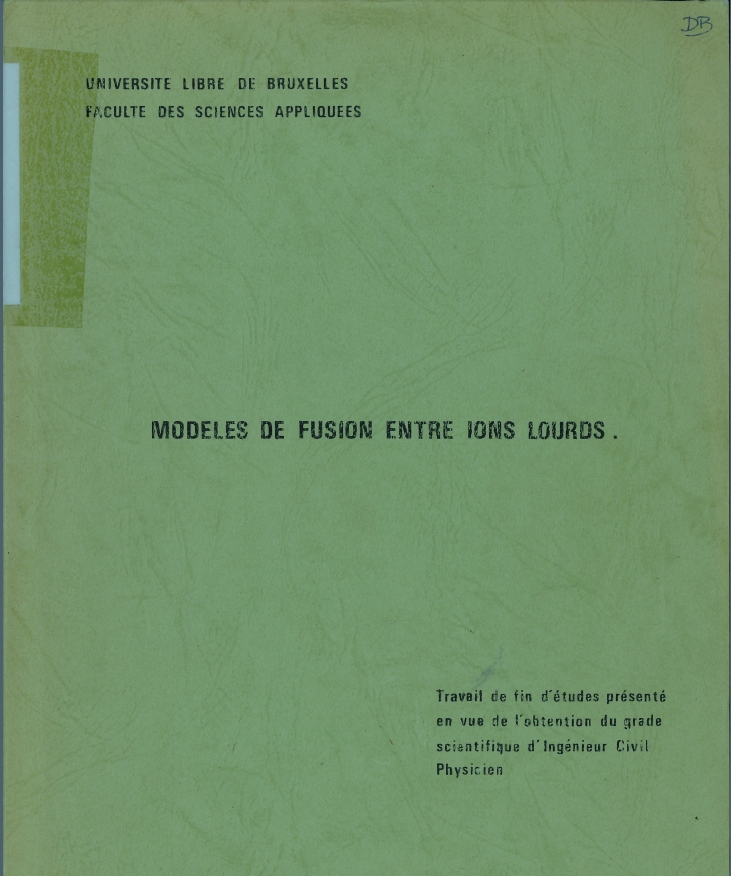 DB
UNIVERSITE LIBRE DE BRUXELLES
FACULTE DES SCIENCES APPLIQUEES
MODELES DE FUSION ENTRE IONS LOURDS .
Travail de fin d'études présenté
en vue de l'obtention du grade
scientifique d'Ingénieur Civil
Physicien